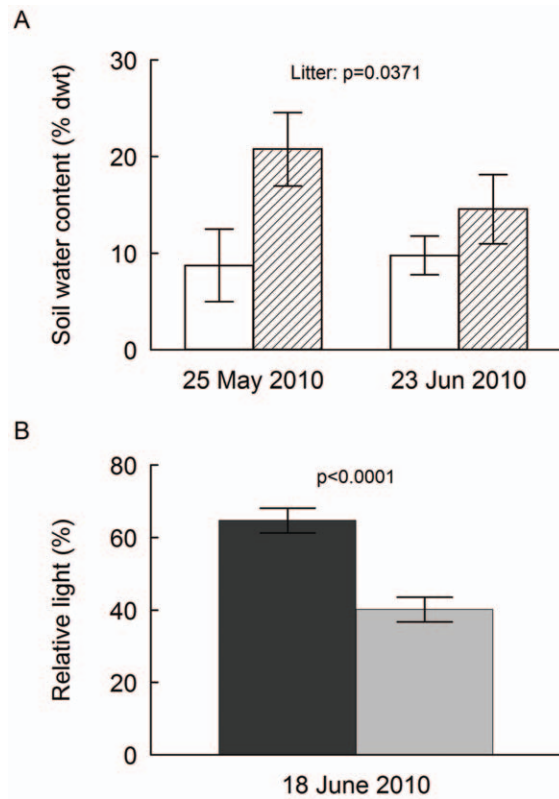 A
Soil water content (% dwt)
30
20
10
0
Litter: p=0.0371
25 May 2010
23 Jun 2010
B
Relative light (%)
80
60
40
20
0
p<0.0001
18 June 2010